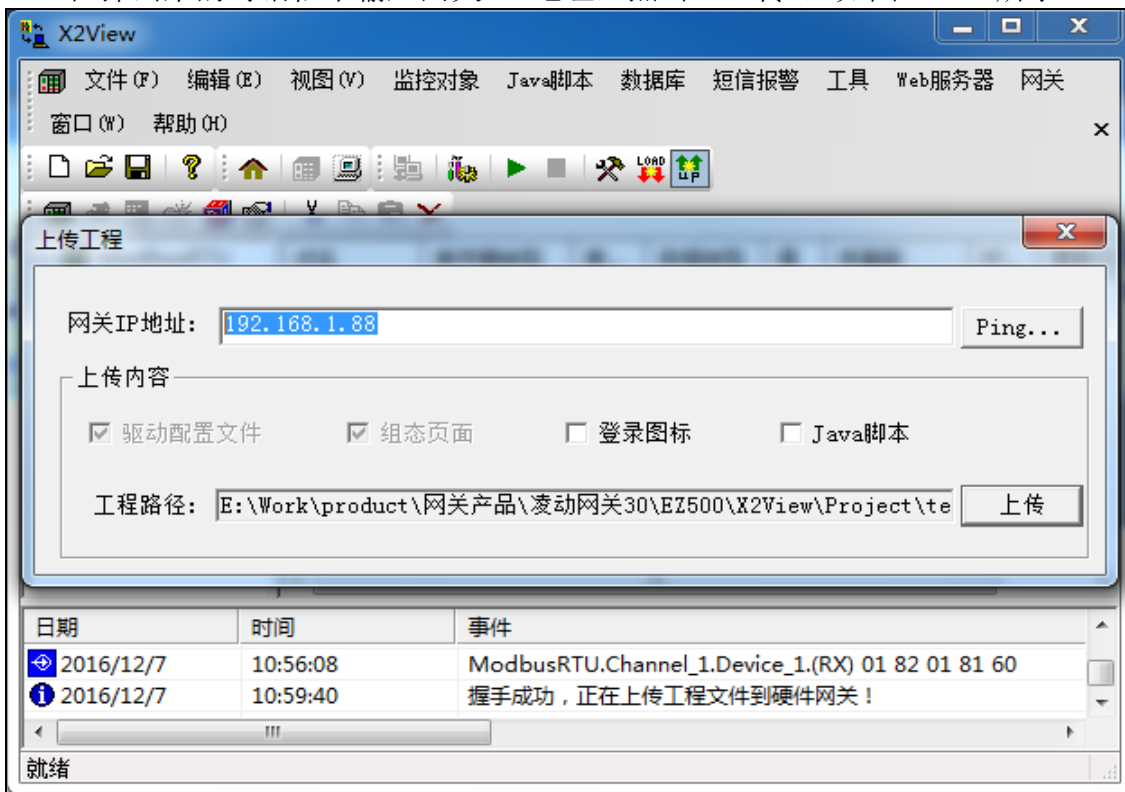 X2View
文件(F) 编辑(E) 视图(V) 监控对象 Java脚本 数据库 短信报警 工具 Web服务器 网关
窗口(W) 帮助(H)
LOAD
UP
上传工程
网关IP地址： 192.168.1.88 Ping...
上传内容
驱动配置文件 组态页面 登录图标 Java脚本
工程路径： E:\Work\product\网关产品\凌动网关30\EZ500\X2View\Project\te 上传
日期 时间 事件
2016/12/7 10:56:08 ModbusRTU.Channel_1.Device_1.(RX) 01 82 01 81 60
2016/12/7 10:59:40 握手成功，正在上传工程文件到硬件网关！
就绪